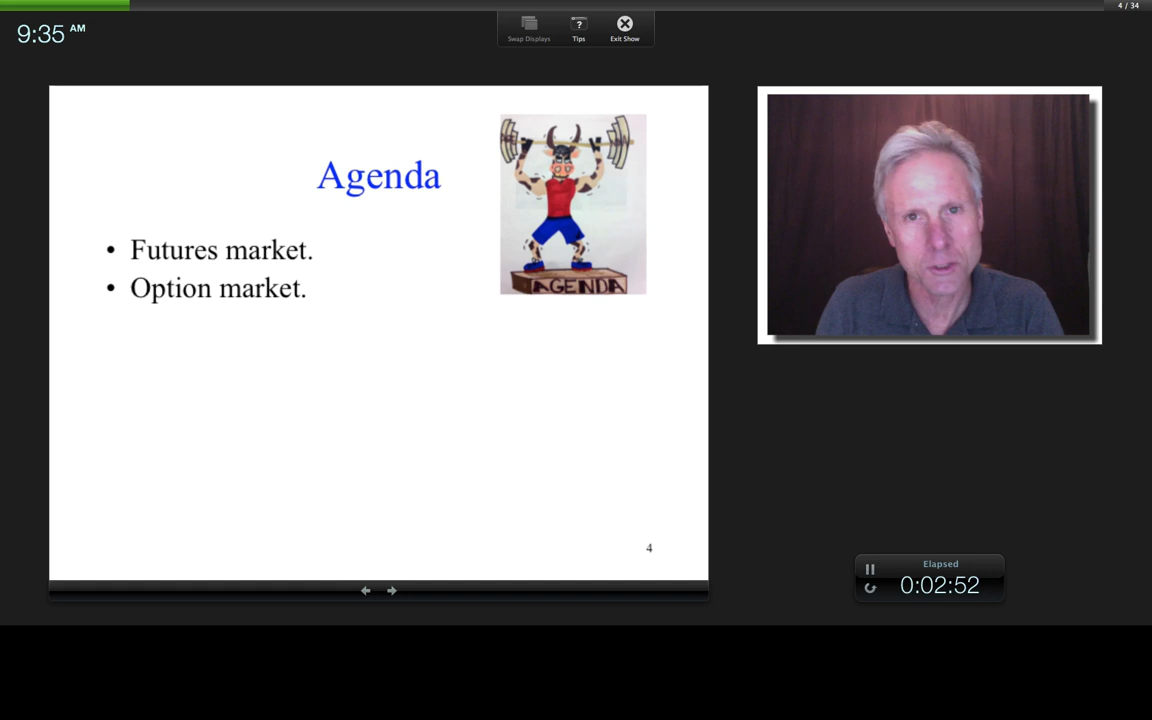 4 / 34
9:35 AM
Swap Displays
Tips
Exit Show
Agenda
• Futures market.
• Option market.
AGENDA
4
Elapsed
0:02:52